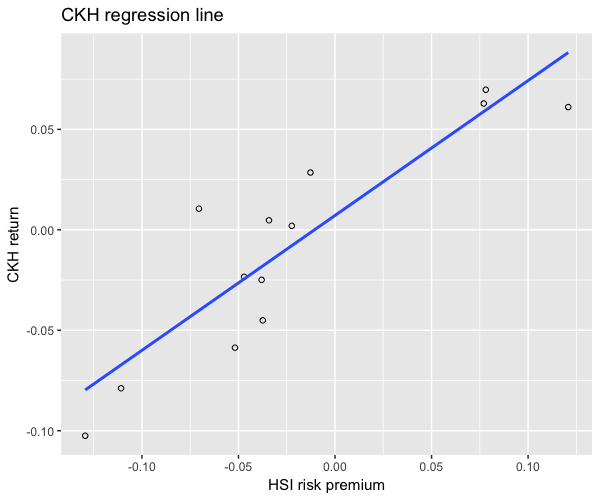 CKH regression line
CKH return
0.05
0.00
-0.05
-0.10
-0.10 -0.05 0.00 0.05 0.10
HSI risk premium